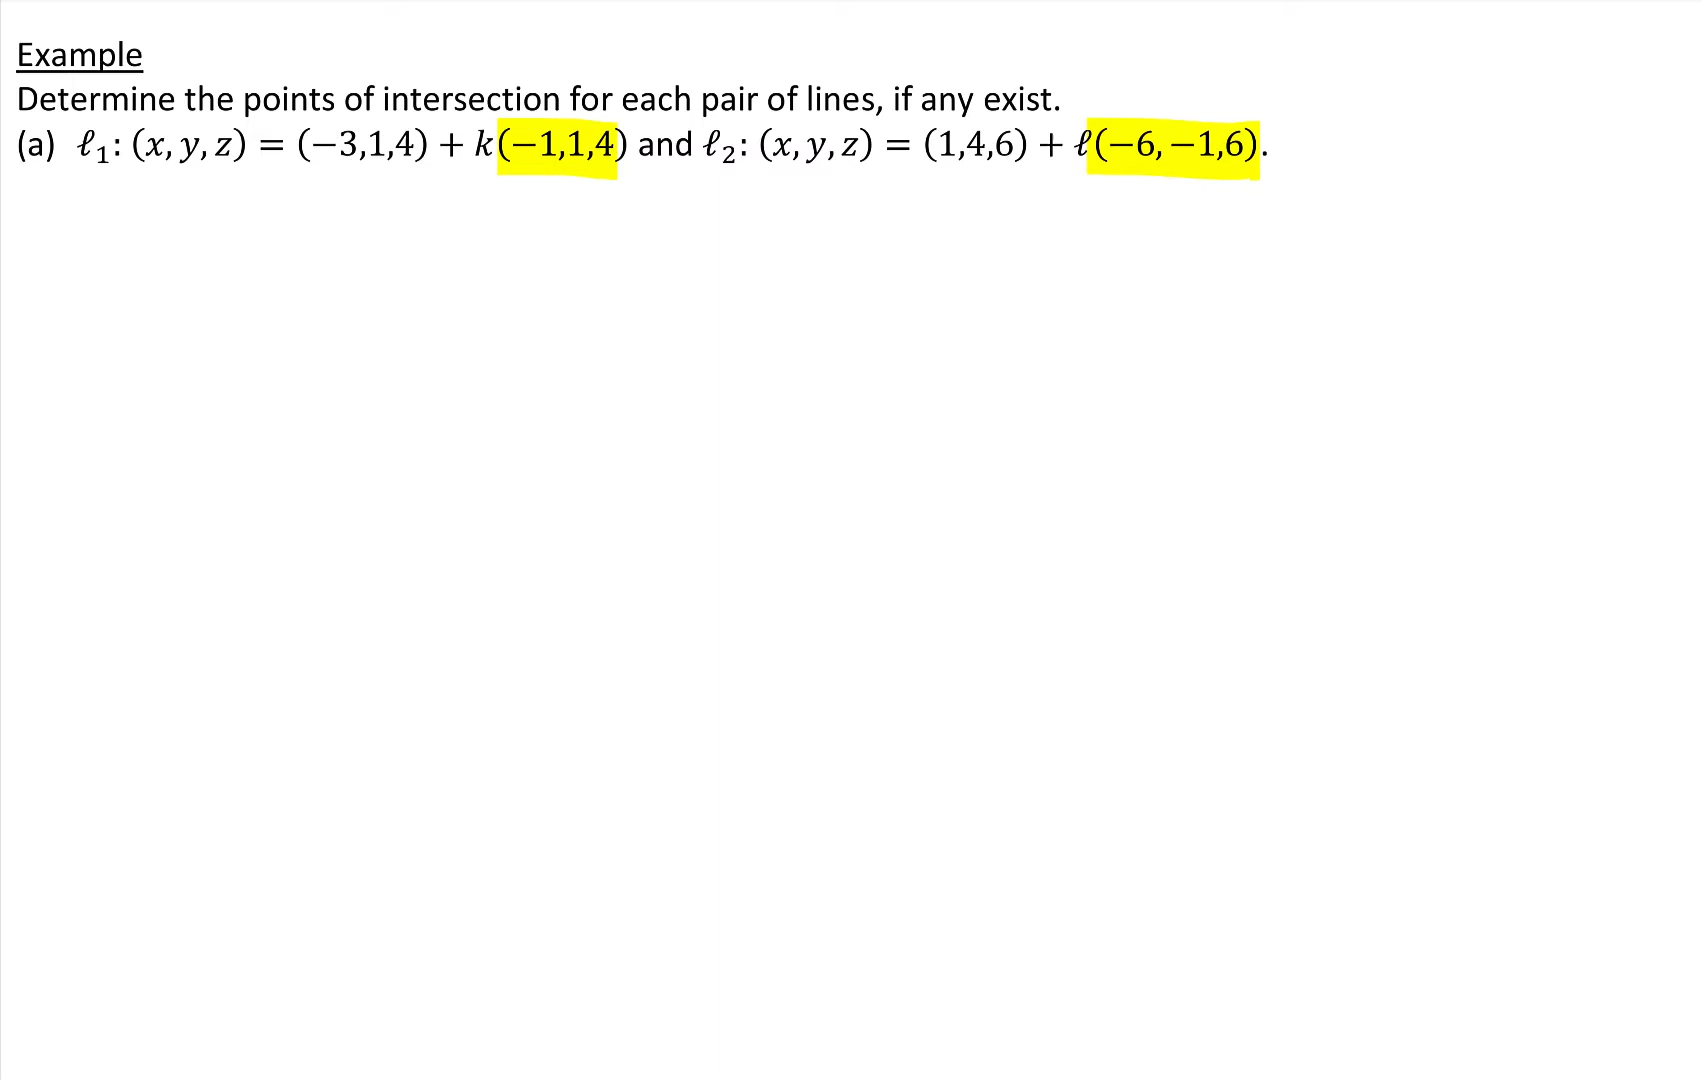 Example
Determine the points of intersection for each pair of lines, if any exist.
(a) ℓ₁: (x, y, z) = (−3,1,4) + k(−1,1,4) and ℓ₂: (x, y, z) = (1,4,6) + ℓ(−6, −1,6).